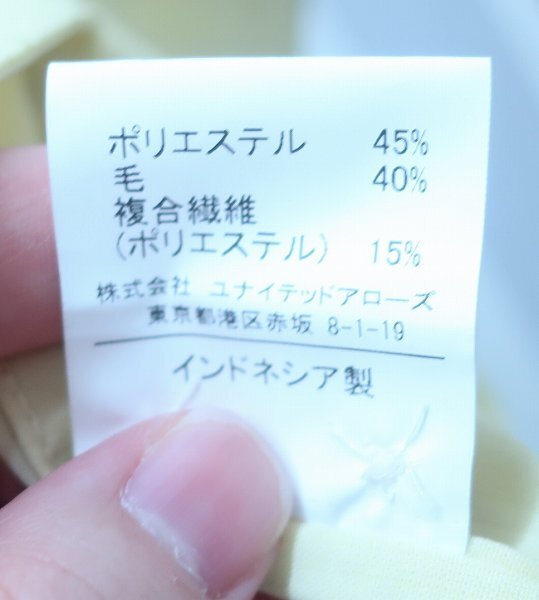 ポリエステル 45%
毛 40%
複合繊維
(ポリエステル) 15%
株式会社 ユナイテッドアローズ
東京都港区赤坂 8-1-19
インドネシア製